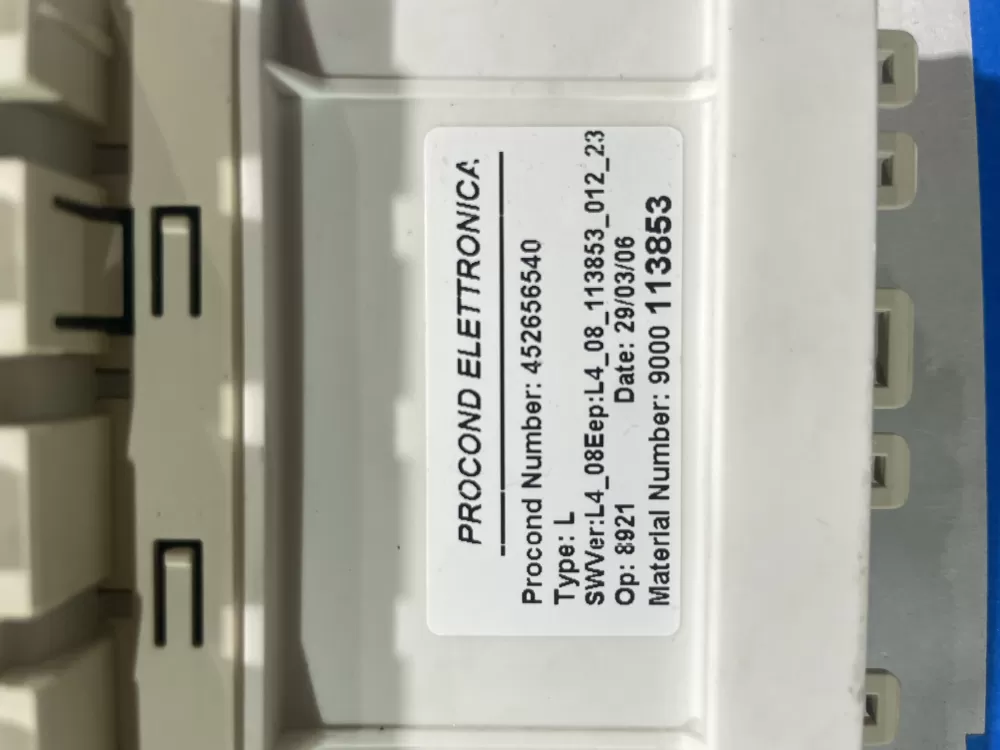 PROCOND ELETTRONICA
Procond Number: 452656540
Type: L
SWVer:L4_08Eep:L4_08_113853_012_23
Op: 8921 Date: 29/03/06
Material Number: 9000 113853